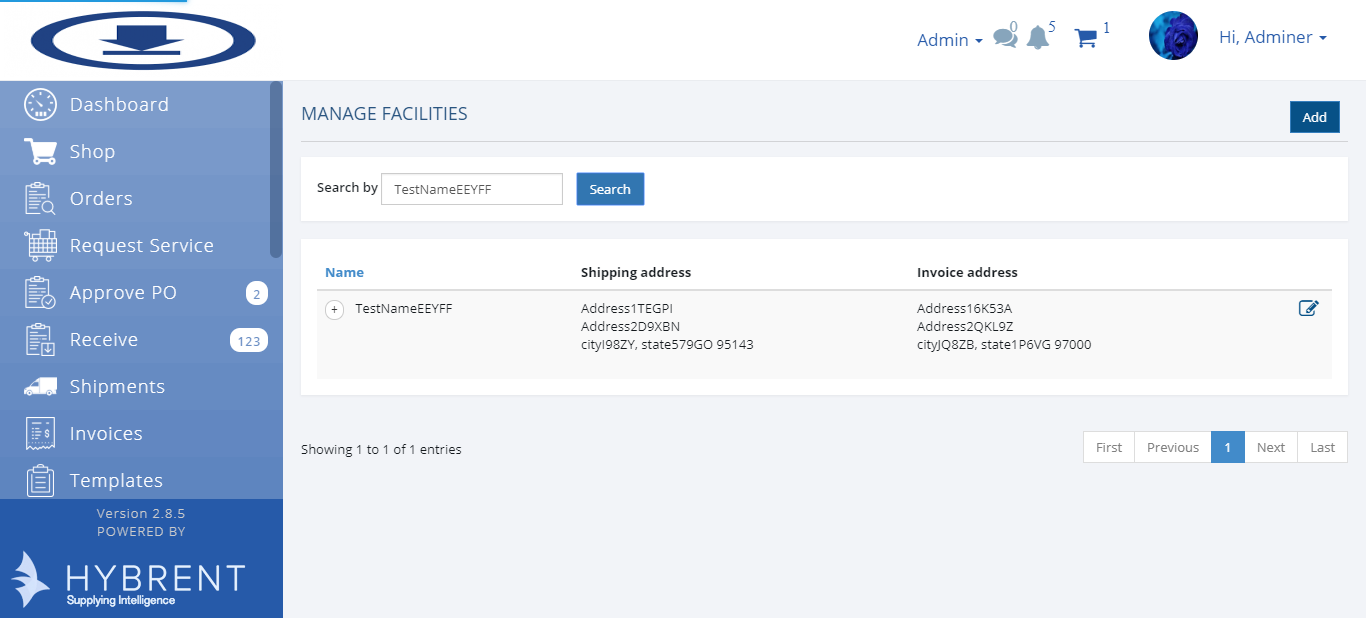 Admin
0
5
1
Hi, Adminer
Dashboard
Shop
Orders
Request Service
Approve PO 2
Receive 123
Shipments
Invoices
Templates
Version 2.8.5
POWERED BY
HYBRENT
Supplying Intelligence
MANAGE FACILITIES
Add
Search by TestNameEEYFF Search
Name Shipping address Invoice address
+ TestNameEEYFF Address1TEGPI Address16K53A
Address2D9XBN Address2QKL9Z
cityI98ZY, state579GO 95143 cityJQ8ZB, state1P6VG 97000
Showing 1 to 1 of 1 entries
First Previous 1 Next Last